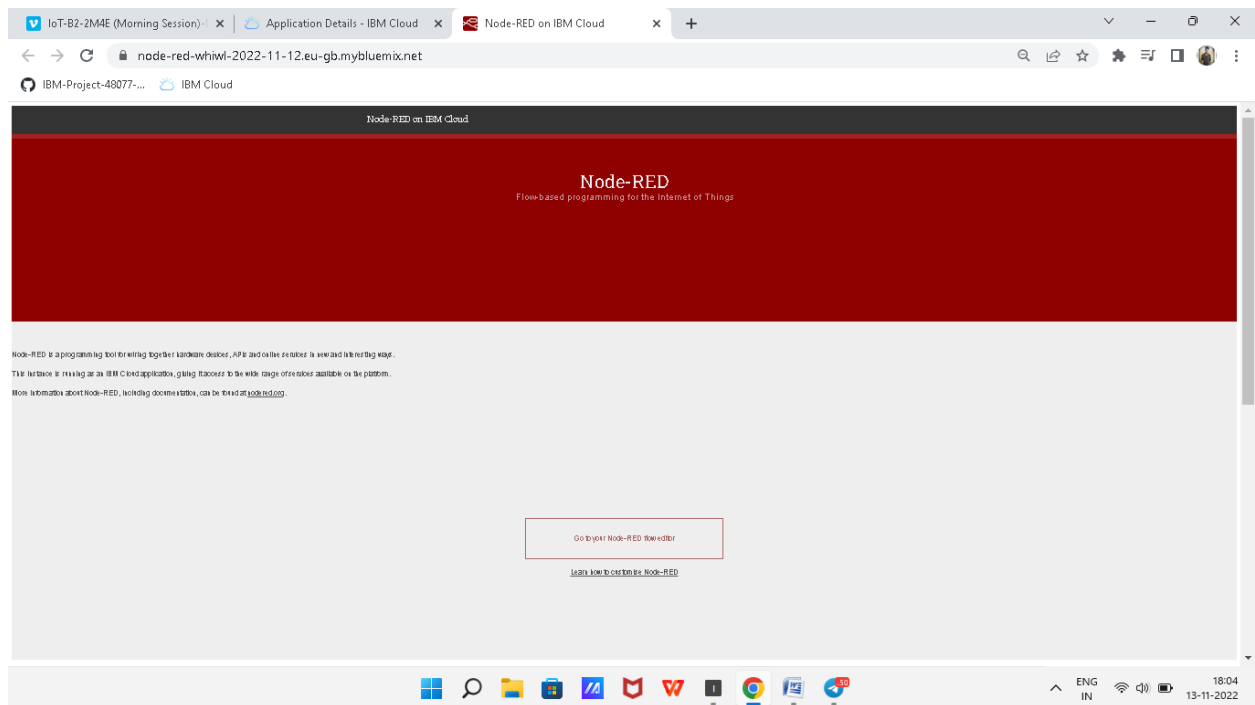 IoT-B2-2M4E (Morning Session)-
Application Details - IBM Cloud
Node-RED on IBM Cloud
node-red-whiwl-2022-11-12.eu-gb.mybluemix.net
IBM-Project-48077-...
IBM Cloud
Node-RED on IBM Cloud
Node-RED
Flow-based programming for the Internet of Things
Node-RED is a programming tool for wiring together hardware devices, APIs and online services in new and interesting ways.
This instance is running as an IBM Cloud application, giving it access to the wide range of services available on the platform.
More information about Node-RED, including documentation, can be found at nodered.org.
Go to your Node-RED flow editor
Learn how to customise Node-RED
50
ENG
IN
18:04
13-11-2022